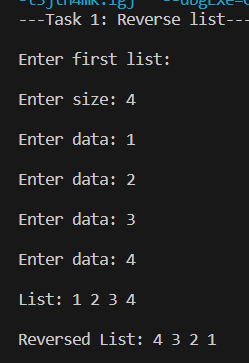 ---Task 1: Reverse list---
Enter first list:
Enter size: 4
Enter data: 1
Enter data: 2
Enter data: 3
Enter data: 4
List: 1 2 3 4
Reversed List: 4 3 2 1